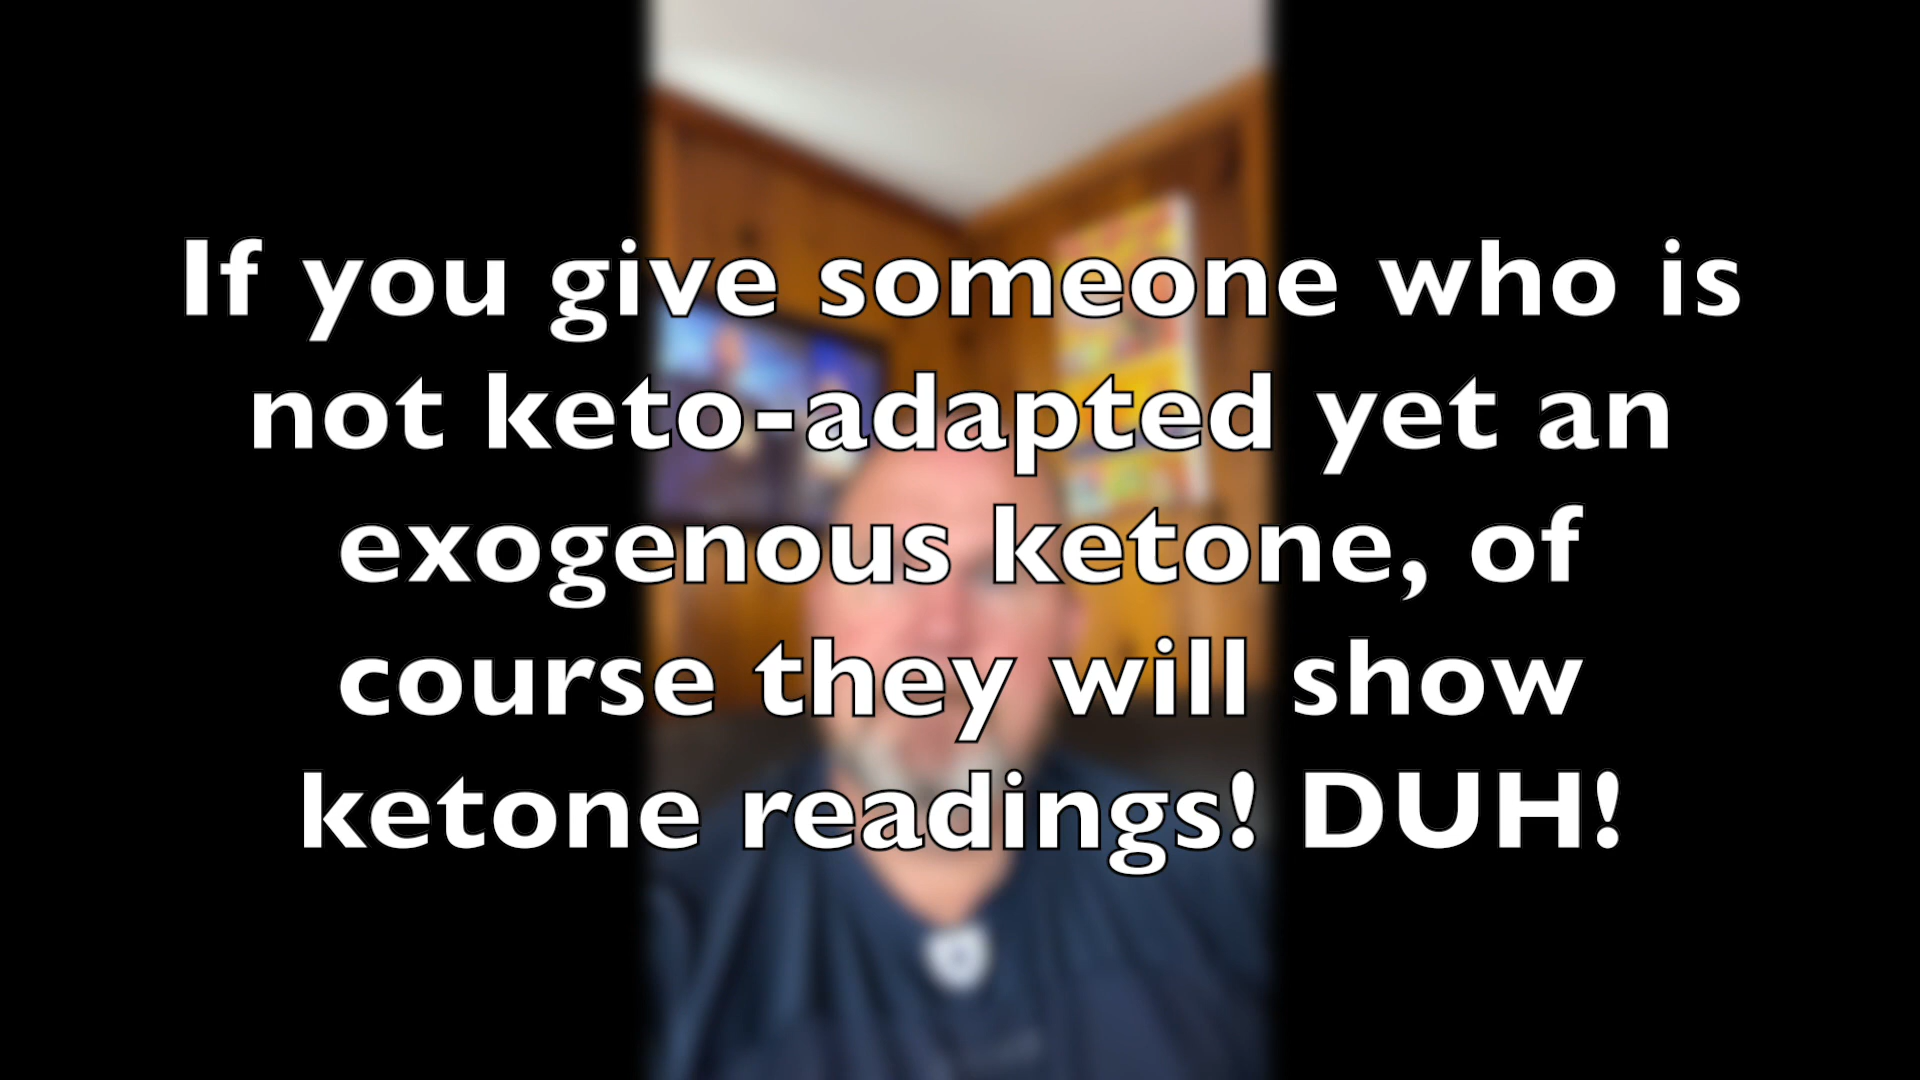 If you give someone who is
not keto-adapted yet an
exogenous ketone, of
course they will show
ketone readings! DUH!